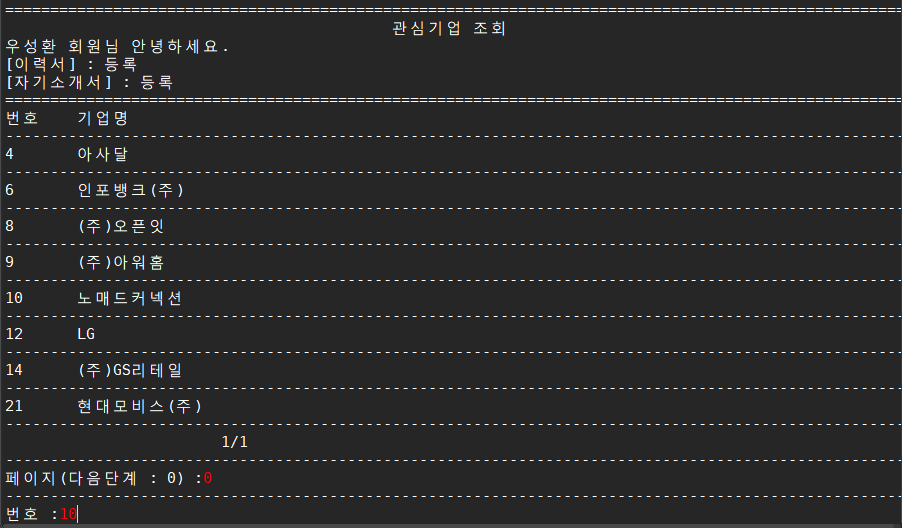 관심기업 조회
우성환 회원님 안녕하세요.
[이력서] : 등록
[자기소개서] : 등록
번호 기업명
4 아사달
6 인포뱅크(주)
8 (주)오픈잇
9 (주)아워홈
10 노매드커넥션
12 LG
14 (주)GS리테일
21 현대모비스(주)
1/1
페이지(다음단계 : 0) :0
번호 :10